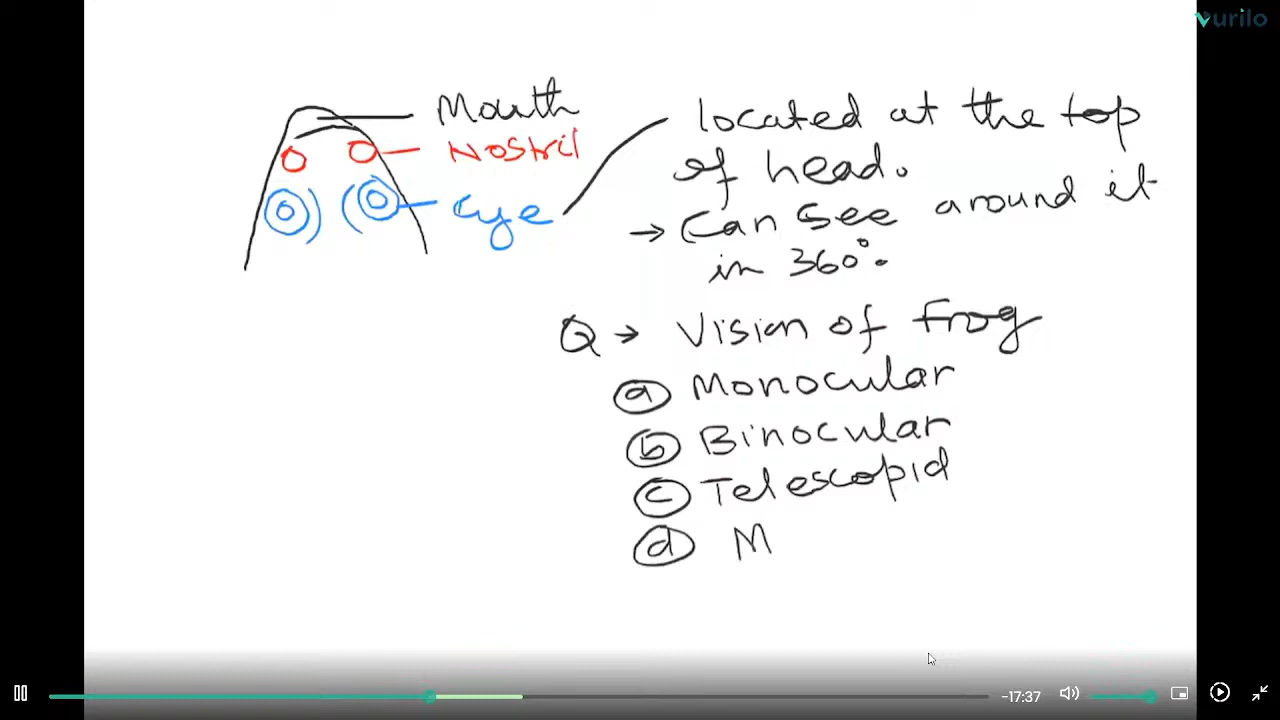 Mouth
Nostril
Eye
located at the top
of head.
→ Can See around it
in 360°.
Q → Vision of frog
(a) Monocular
(b) Binocular
(c) Telescopid
(d) M
-17:37
vurilo